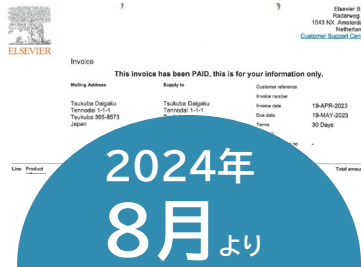 Elsevier B.
Radarweg
1043 NX Amsterda
Netherlan
Customer Support Cent
ELSEVIER
Invoice
This invoice has been PAID, this is for your information only.
Mailing Address
Supply to
Customer reference
Invoice number
Tsukuba Daigaku
Tsukuba Daigaku
Invoice date
19-APR-2023
Tennodai 1-1-1
Tennodai 1-1-1
Due date
19-MAY-2023
Tsukuba 305-8573
Terms
30 Days
Japan
Line
Product
Total amou
2024年
8月より